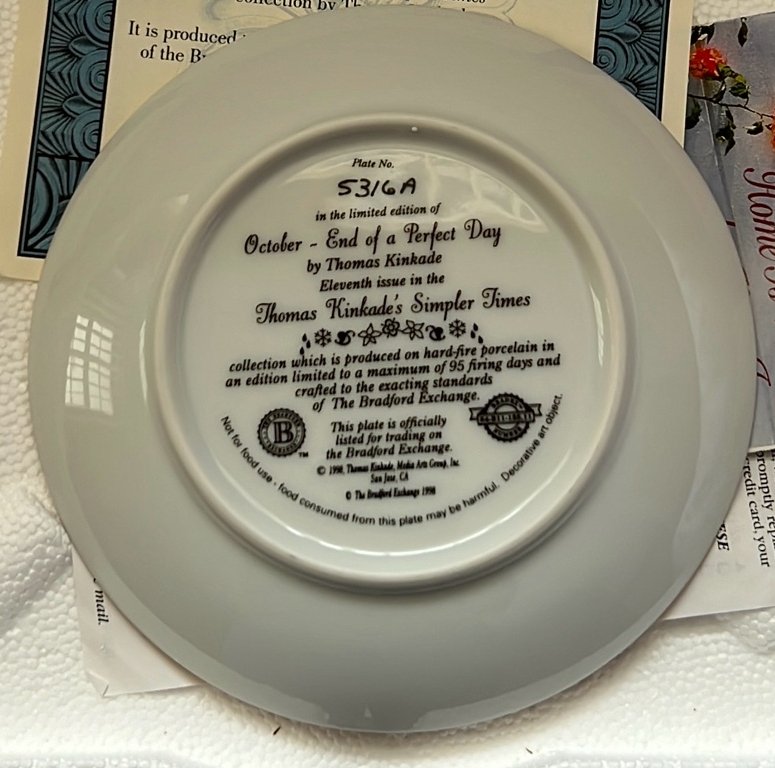 collection by
It is produced
of the
Plate No.
5316A
in the limited edition of
October - End of a Perfect Day
by Thomas Kinkade
Eleventh issue in the
Thomas Kinkade's Simpler Times
collection which is produced on hard-fire porcelain in
an edition limited to a maximum of 95 firing days and
crafted to the exacting standards
of The Bradford Exchange.
This plate is officially
listed for trading on
the Bradford Exchange.
B
TM
© 1998, Thomas Kinkade, Media Arts Group, Inc.
San Jose, CA
© The Bradford Exchange 1998
Not for food use - food consumed from this plate may be harmful. Decorative art object.
Home
promptly
credit card, your
mail.